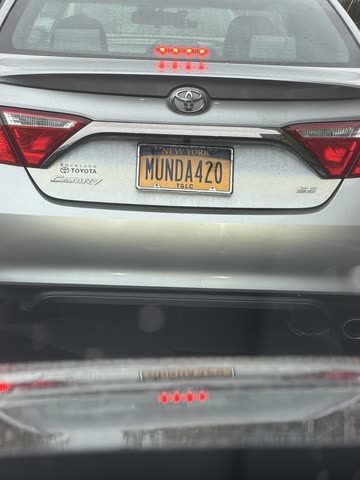 NEW YORK
MUNDA420
T&LC
ROCKLAND
TOYOTA
CAMRY
SE